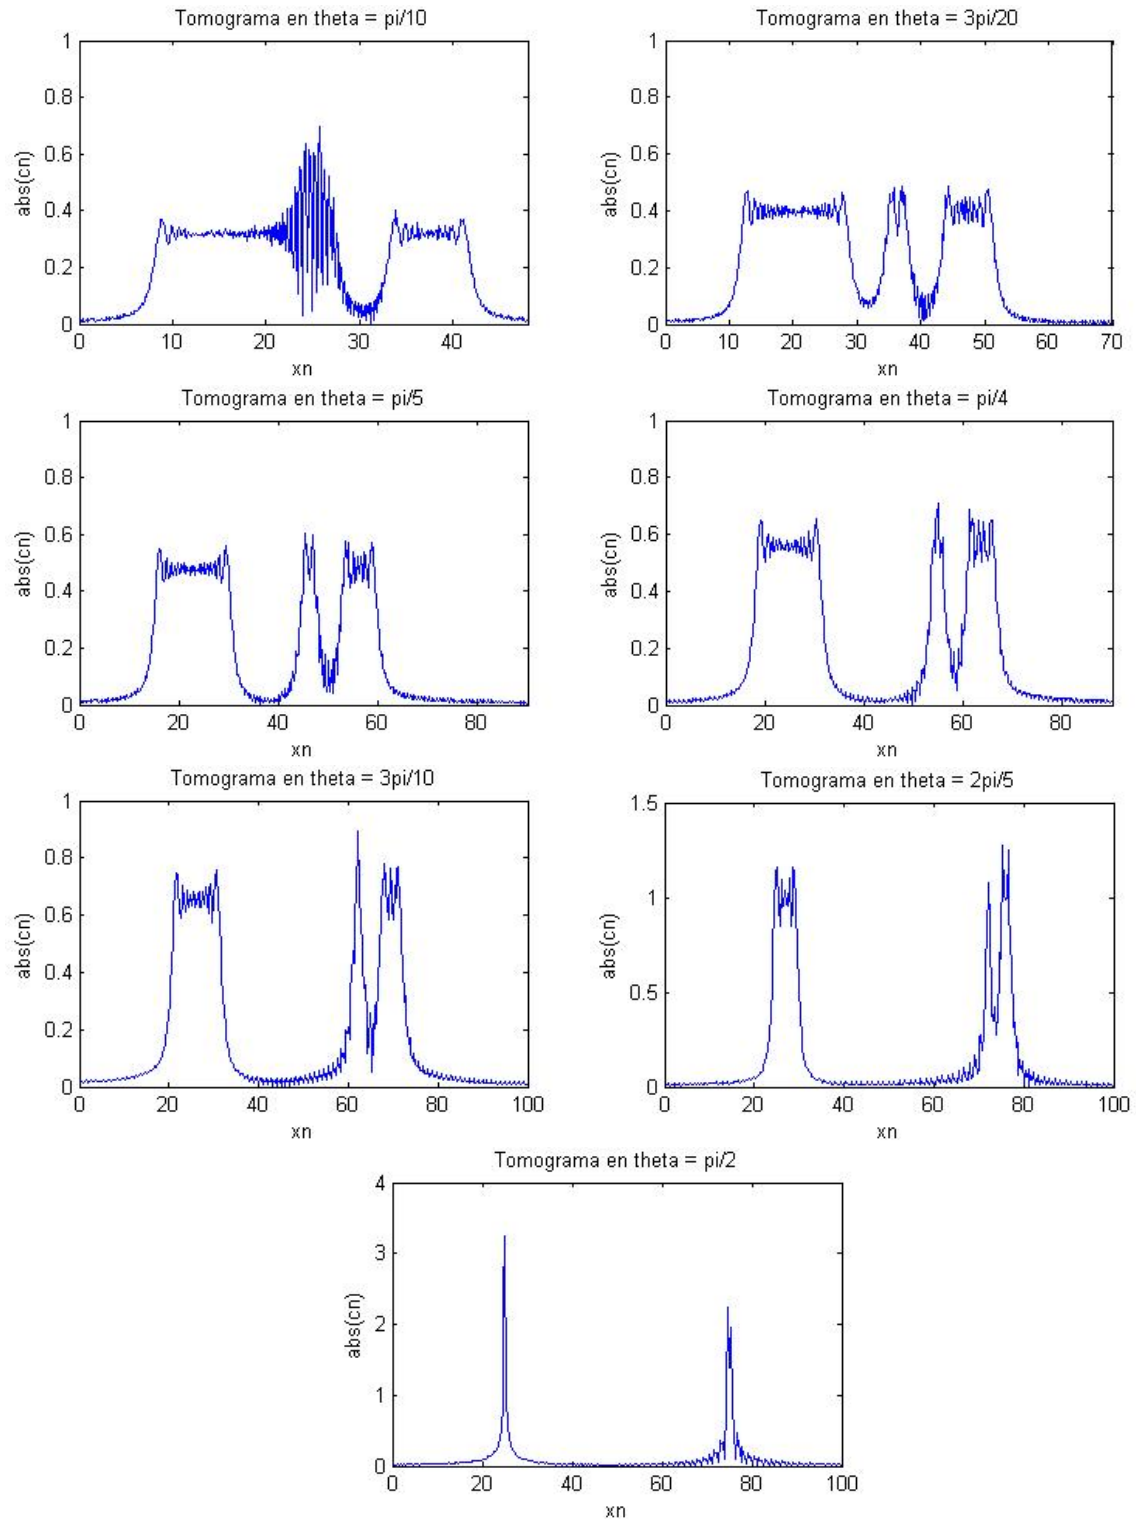 Tomograma en theta = pi/10
1
0.8
0.6
0.4
0.2
0
abs(cn)
0 10 20 30 40
xn
Tomograma en theta = 3pi/20
1
0.8
0.6
0.4
0.2
0
abs(cn)
0 10 20 30 40 50 60 70
xn
Tomograma en theta = pi/5
1
0.8
0.6
0.4
0.2
0
abs(cn)
0 20 40 60 80
xn
Tomograma en theta = pi/4
1
0.8
0.6
0.4
0.2
0
abs(cn)
0 20 40 60 80
xn
Tomograma en theta = 3pi/10
1
0.8
0.6
0.4
0.2
0
abs(cn)
0 20 40 60 80 100
xn
Tomograma en theta = 2pi/5
1.5
1
0.5
0
abs(cn)
0 20 40 60 80 100
xn
Tomograma en theta = pi/2
4
3
2
1
0
abs(cn)
0 20 40 60 80 100
xn